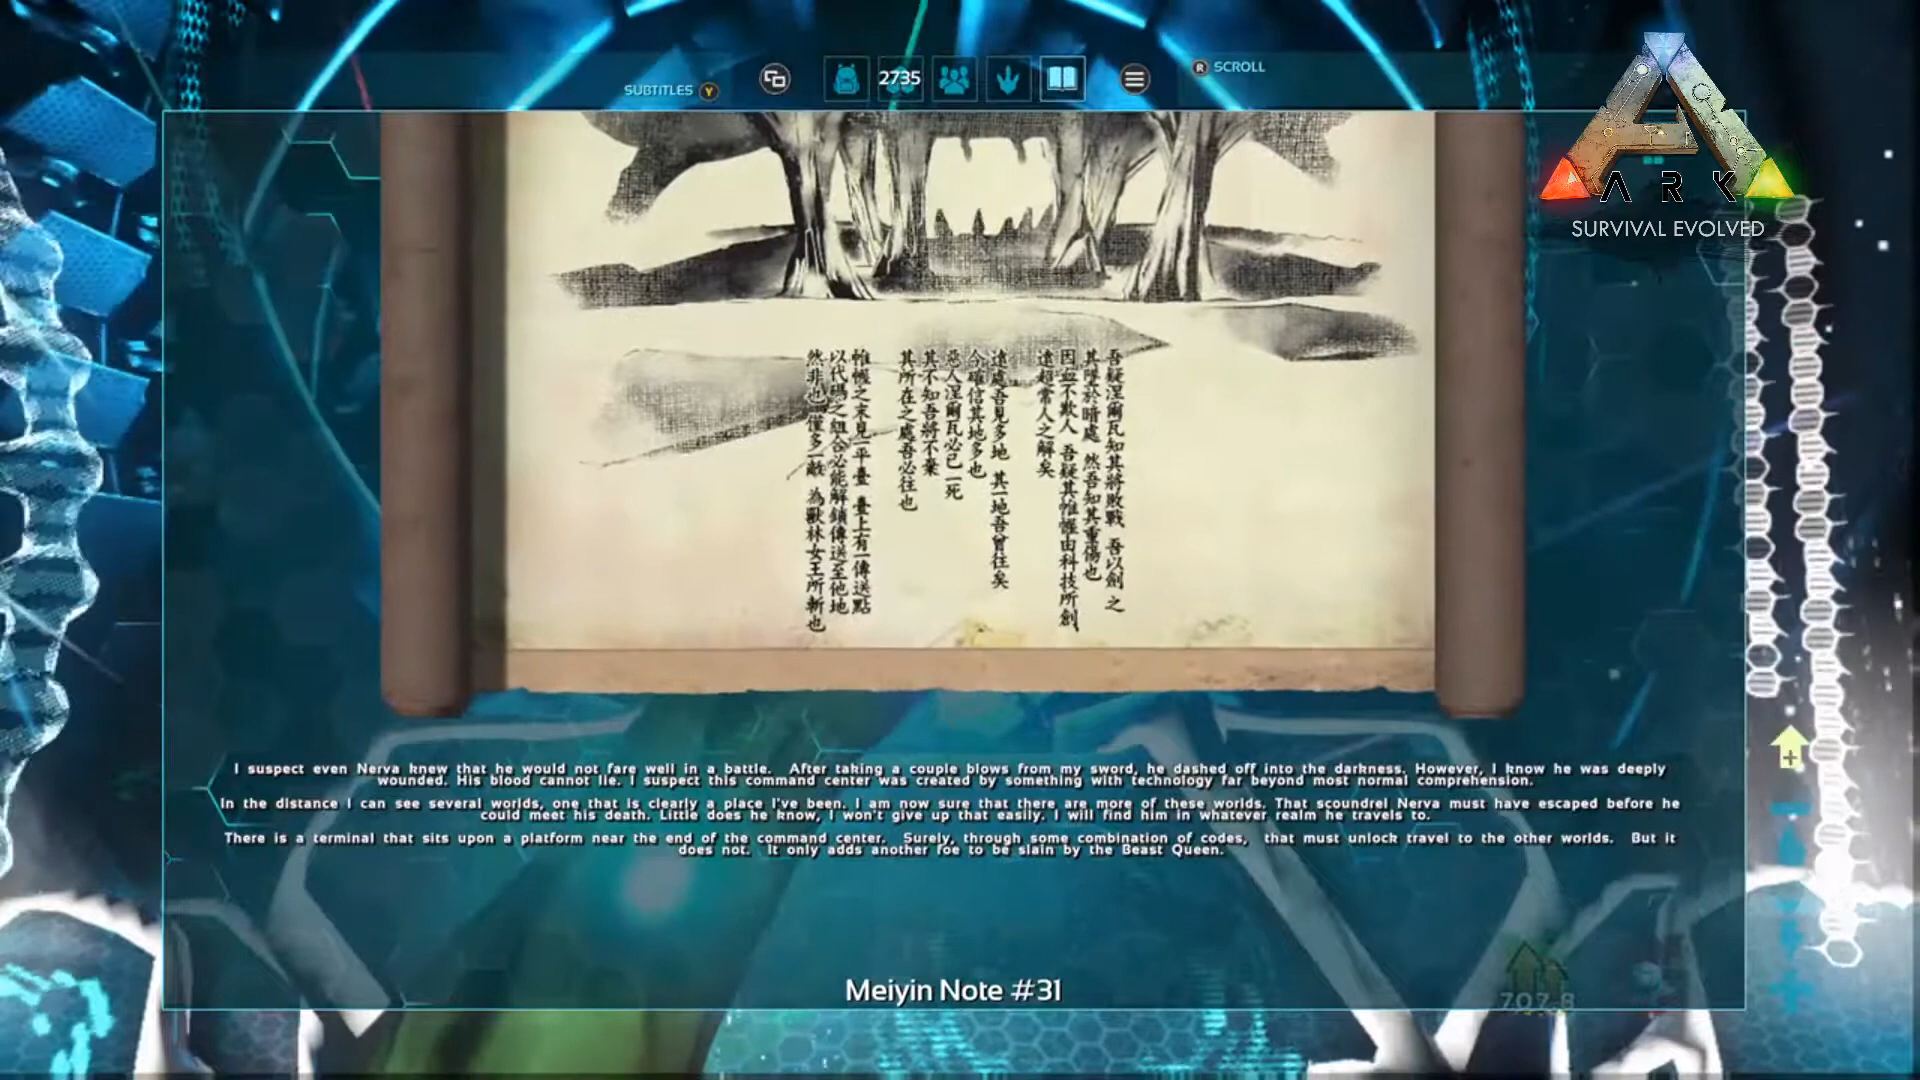 SUBTITLES Y
2735
R SCROLL
ARK
SURVIVAL EVOLVED
吾疑涅爾瓦知其將敗戰 吾以劍之
其墜於暗處 然吾知其重傷也
因血不欺人 吾疑其帷幄由科技所創
遠超常人之解矣
遠處吾見多地 其一地吾曾往矣
今確信其地多也
惡人涅爾瓦必已一死
其不知吾將不棄
其所在之處吾必往也
帷幄之末見一平臺 臺上有一傳送點
以代碼之組合必能解鎖傳送至他地
然非也 僅多一敵 為獸林女王所斬也
I suspect even Nerva knew that he would not fare well in a battle. After taking a couple blows from my sword, he dashed off into the darkness. However, I know he was deeply
wounded. His blood cannot lie. I suspect this command center was created by something with technology far beyond most normal comprehension.
In the distance I can see several worlds, one that is clearly a place I've been. I am now sure that there are more of these worlds. That scoundrel Nerva must have escaped before he
could meet his death. Little does he know, I won't give up that easily. I will find him in whatever realm he travels to.
There is a terminal that sits upon a platform near the end of the command center. Surely, through some combination of codes, that must unlock travel to the other worlds. But it
does not. It only adds another foe to be slain by the Beast Queen.
Meiyin Note #31
707.8